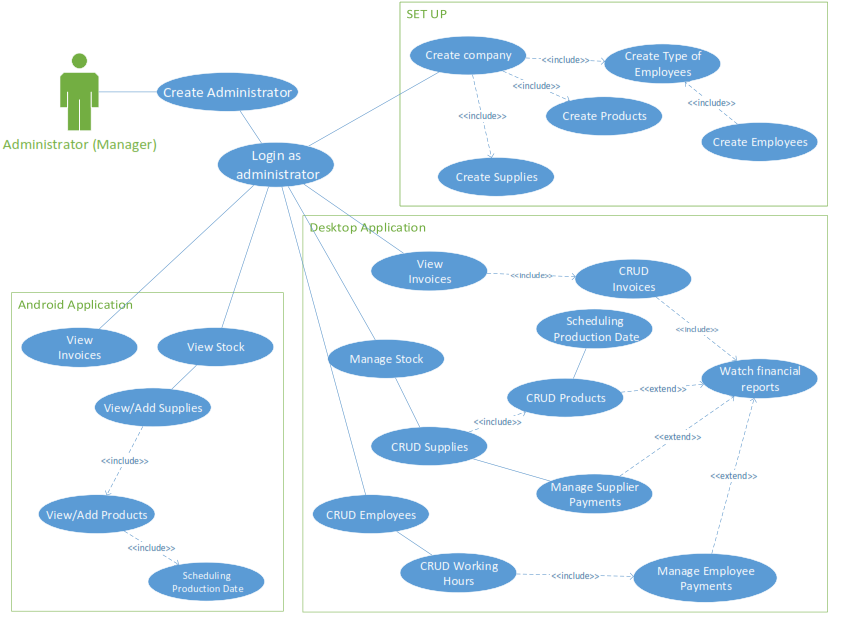 SET UP
Create company
<<include>>
Create Type of
Employees
<<include>>
Create Administrator
<<include>>
<<include>>
Create Products
Administrator (Manager)
Create Employees
Login as
administrator
Create Supplies
Desktop Application
View
Invoices
<<include>>
CRUD
Invoices
Android Application
Scheduling
Production Date
<<include>>
View
Invoices
View Stock
Manage Stock
Watch financial
reports
CRUD Products
<<extend>>
View/Add Supplies
<<include>>
<<extend>>
CRUD Supplies
<<include>>
<<extend>>
Manage Supplier
Payments
View/Add Products
CRUD Employees
<<include>>
Scheduling
Production Date
CRUD Working
Hours
<<include>>
Manage Employee
Payments